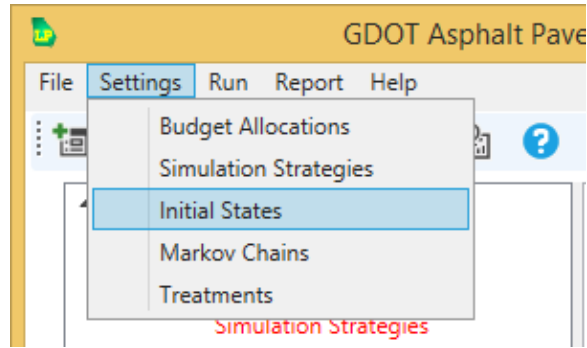 GDOT Asphalt Pave
File Settings Run Report Help
Budget Allocations
Simulation Strategies
Initial States
Markov Chains
Treatments
Simulation Strategies